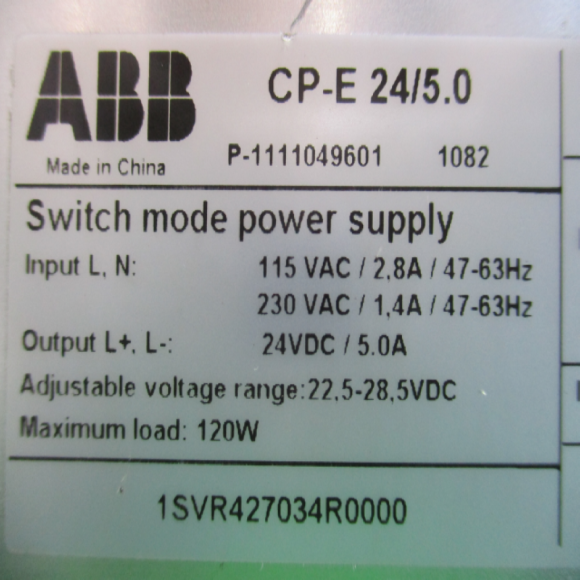 ABB CP-E 24/5.0
Made in China P-1111049601 1082
Switch mode power supply
Input L, N: 115 VAC / 2,8A / 47-63Hz
230 VAC / 1,4A / 47-63Hz
Output L+, L-: 24VDC / 5.0A
Adjustable voltage range:22,5-28,5VDC
Maximum load: 120W
1SVR427034R0000